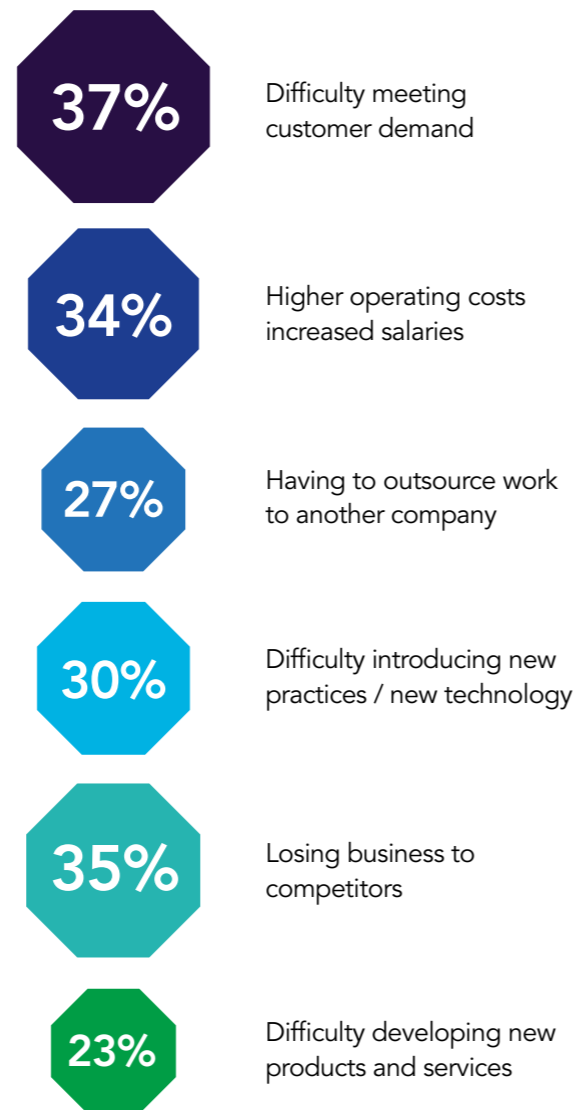 37%
Difficulty meeting
customer demand
34%
Higher operating costs
increased salaries
27%
Having to outsource work
to another company
30%
Difficulty introducing new
practices / new technology
35%
Losing business to
competitors
23%
Difficulty developing new
products and services